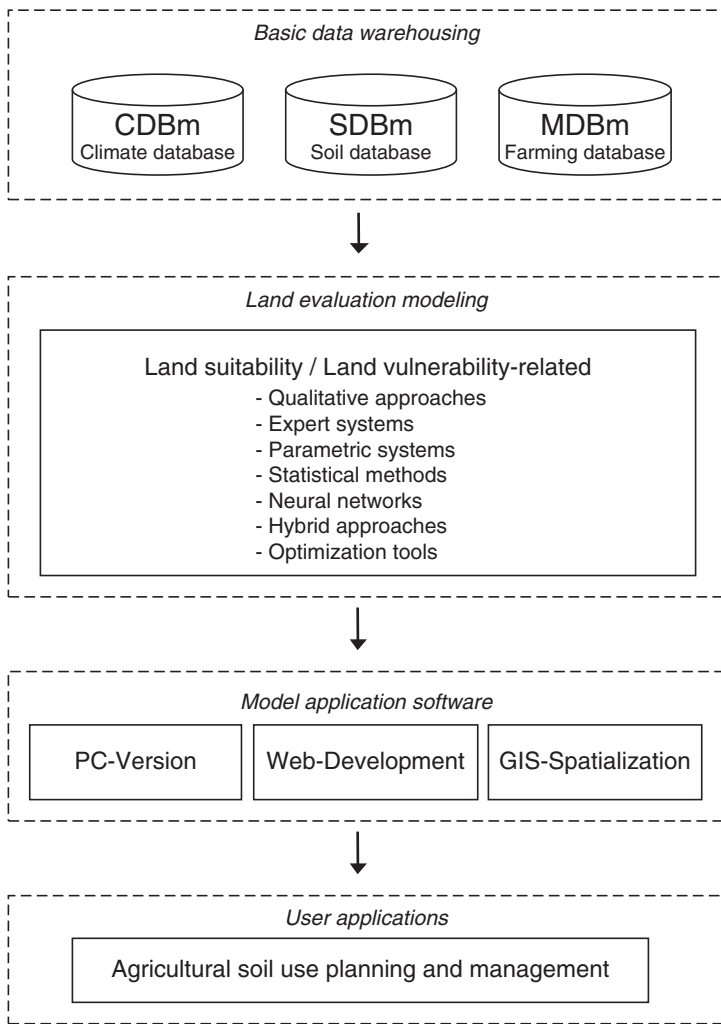 Basic data warehousing
CDBm
Climate database
SDBm
Soil database
MDBm
Farming database
Land evaluation modeling
Land suitability / Land vulnerability-related
- Qualitative approaches
- Expert systems
- Parametric systems
- Statistical methods
- Neural networks
- Hybrid approaches
- Optimization tools
Model application software
PC-Version
Web-Development
GIS-Spatialization
User applications
Agricultural soil use planning and management